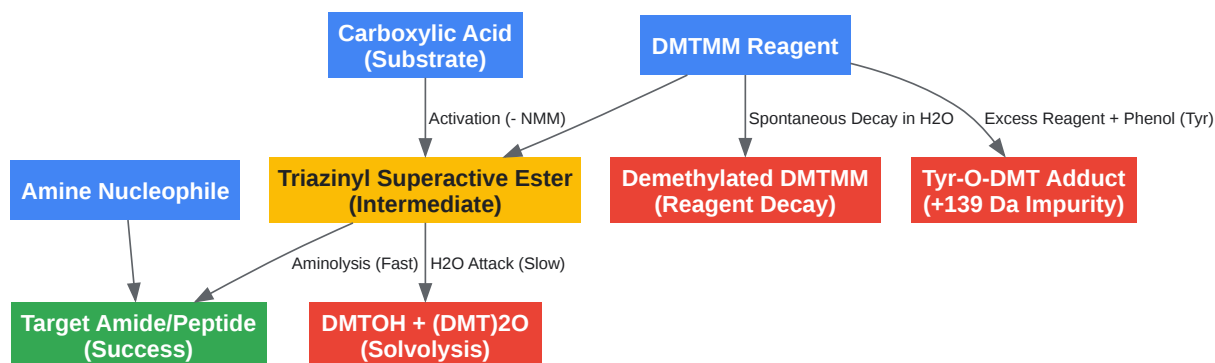 Carboxylic Acid
(Substrate)
DMTMM Reagent
Activation (- NMM)
Spontaneous Decay in H2O
Excess Reagent + Phenol (Tyr)
Amine Nucleophile
Triazinyl Superactive Ester
(Intermediate)
Demethylated DMTMM
(Reagent Decay)
Tyr-O-DMT Adduct
(+139 Da Impurity)
Aminolysis (Fast)
H2O Attack (Slow)
Target Amide/Peptide
(Success)
DMTOH + (DMT)2O
(Solvolysis)